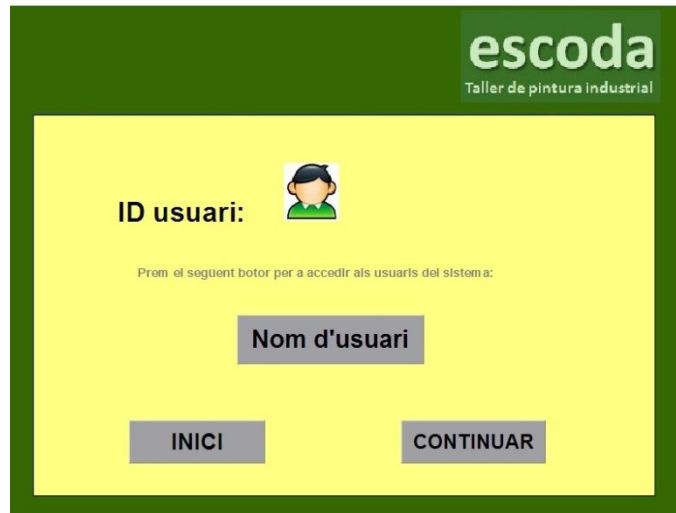 escoda
Taller de pintura industrial
ID usuari:
Prem el següent botor per a accedir als usuaris del sistema:
Nom d'usuari
INICI
CONTINUAR